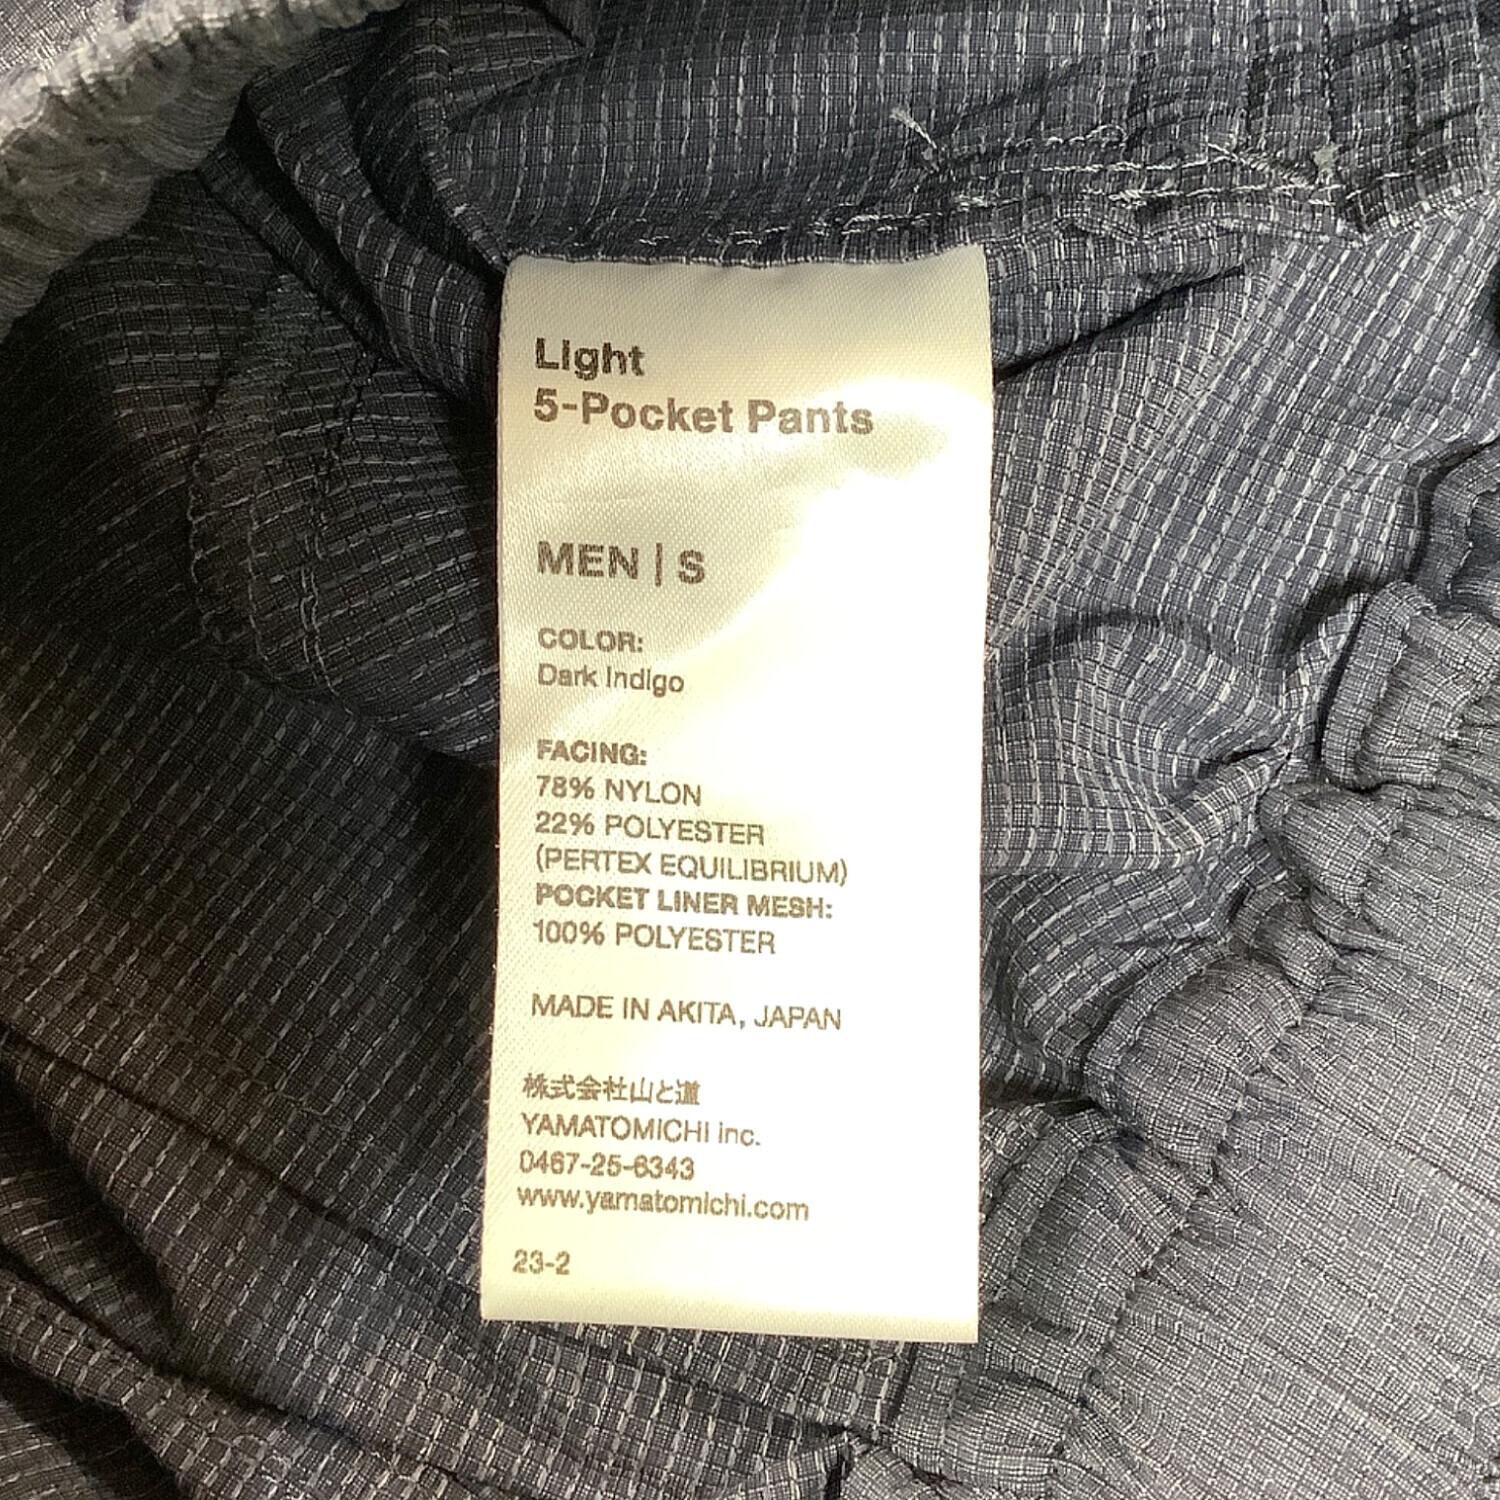 Light
5-Pocket Pants
MEN | S
COLOR:
Dark Indigo
FACING:
78% NYLON
22% POLYESTER
(PERTEX EQUILIBRIUM)
POCKET LINER MESH:
100% POLYESTER
MADE IN AKITA, JAPAN
株式会社山と道
YAMATOMICHI inc.
0467-25-6343
www.yamatomichi.com
23-2